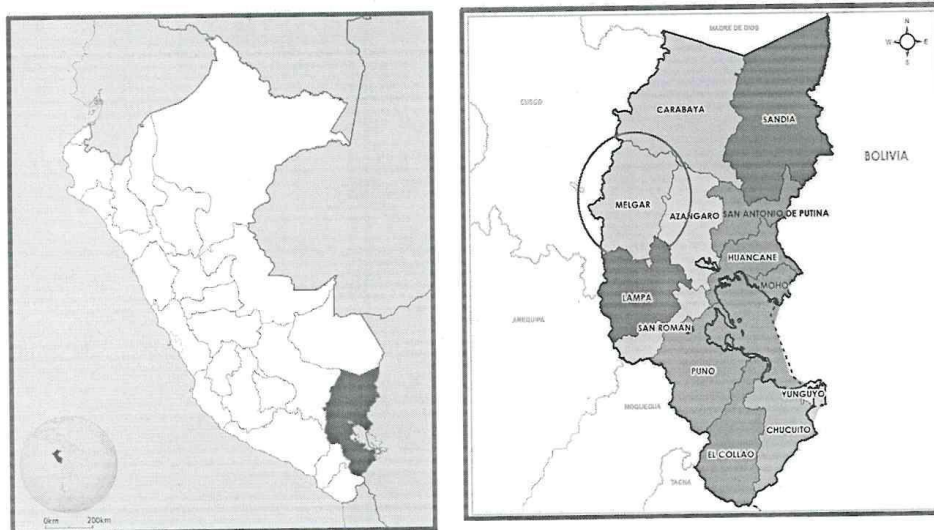 0km 200km
MADRE DE DIOS
N
W E
S
CUSCO
CARABAYA
SANDIA
BOLIVIA
MELGAR
AZANGARO
SAN ANTONIO DE PUTINA
HUANCANE
MOHO
LAMPA
AREQUIPA
SAN ROMAN
PUNO
YUNGUYO
MOQUEGUA
CHUCUITO
EL COLLAO
TACNA